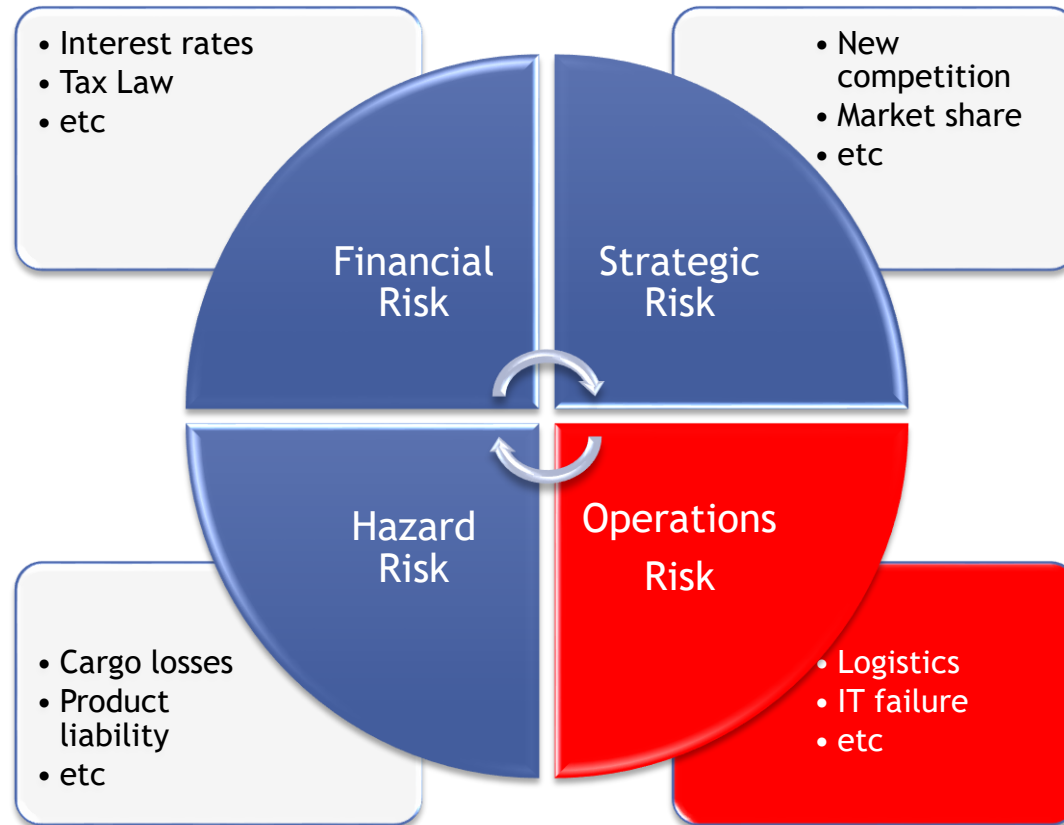 • Interest rates
• Tax Law
• etc
• New
competition
• Market share
• etc
Financial
Risk
Strategic
Risk
Hazard
Risk
Operations
Risk
• Cargo losses
• Product
liability
• etc
• Logistics
• IT failure
• etc